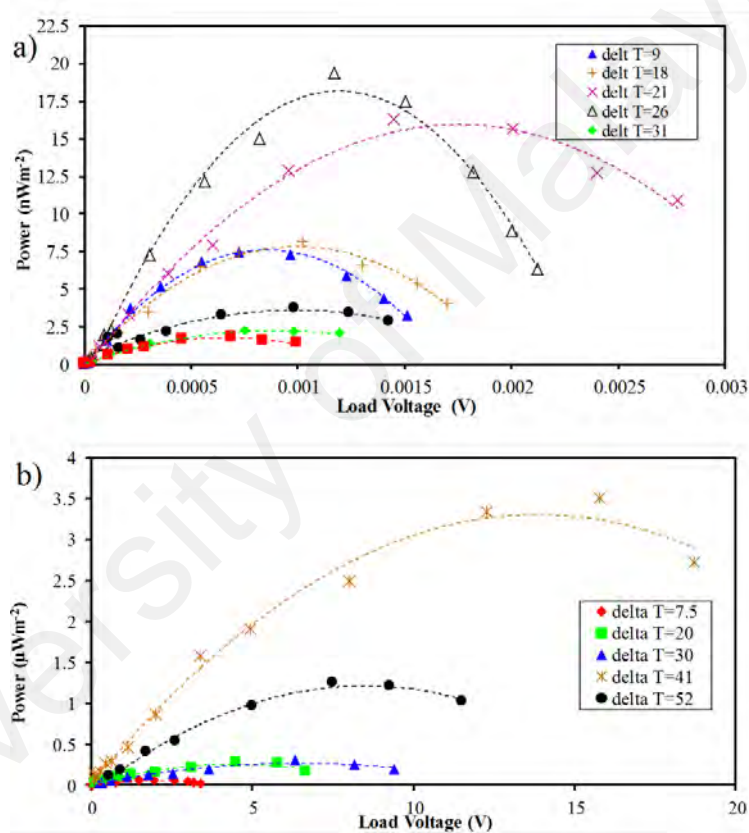 a)
22.5
20
17.5
15
12.5
10
7.5
5
2.5
0
Power (nWm-2)
delt T=9
delt T=18
delt T=21
delt T=26
delt T=31
0 0.0005 0.001 0.0015 0.002 0.0025 0.003
Load Voltage (V)
b)
4
3.5
3
2.5
2
1.5
1
0.5
0
Power (µWm-2)
delta T=7.5
delta T=20
delta T=30
delta T=41
delta T=52
0 5 10 15 20
Load Voltage (V)
versity of Malay